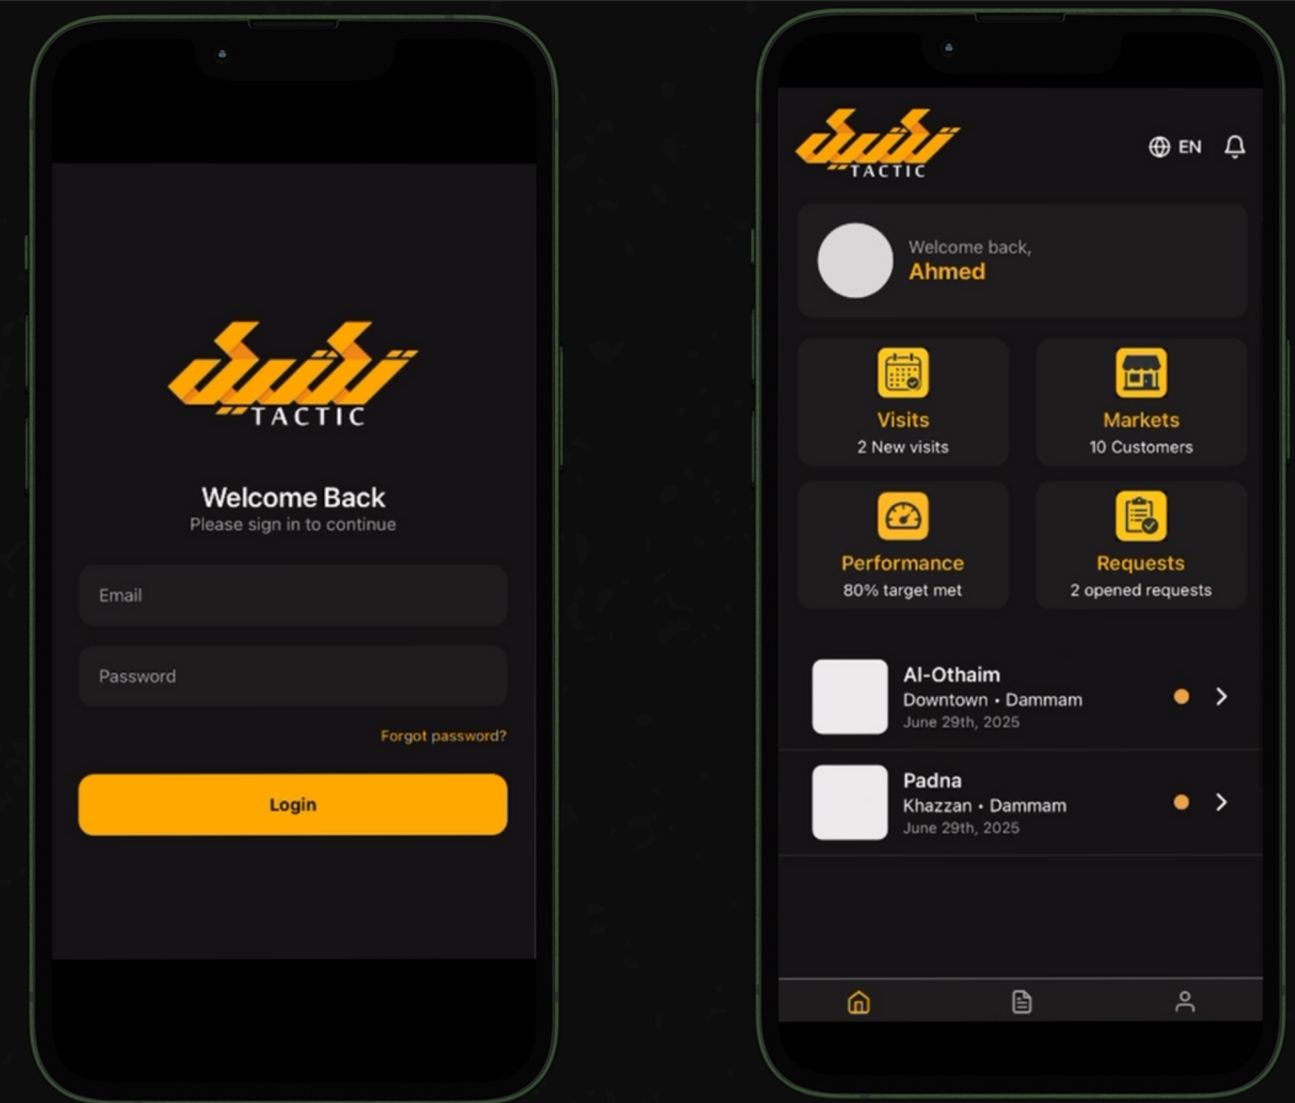 تكتيك
TACTIC
Welcome Back
Please sign in to continue
Email
Password
Forgot password?
Login
تكتيك
TACTIC
EN
Welcome back,
Ahmed
Visits
2 New visits
Markets
10 Customers
Performance
80% target met
Requests
2 opened requests
Al-Othaim
Downtown • Dammam
June 29th, 2025
Padna
Khazzan • Dammam
June 29th, 2025